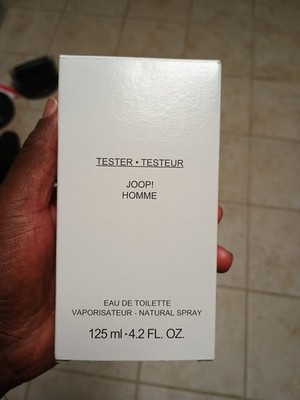 TESTER • TESTEUR
JOOP!
HOMME
EAU DE TOILETTE
VAPORISATEUR - NATURAL SPRAY
125 ml • 4.2 FL. OZ.